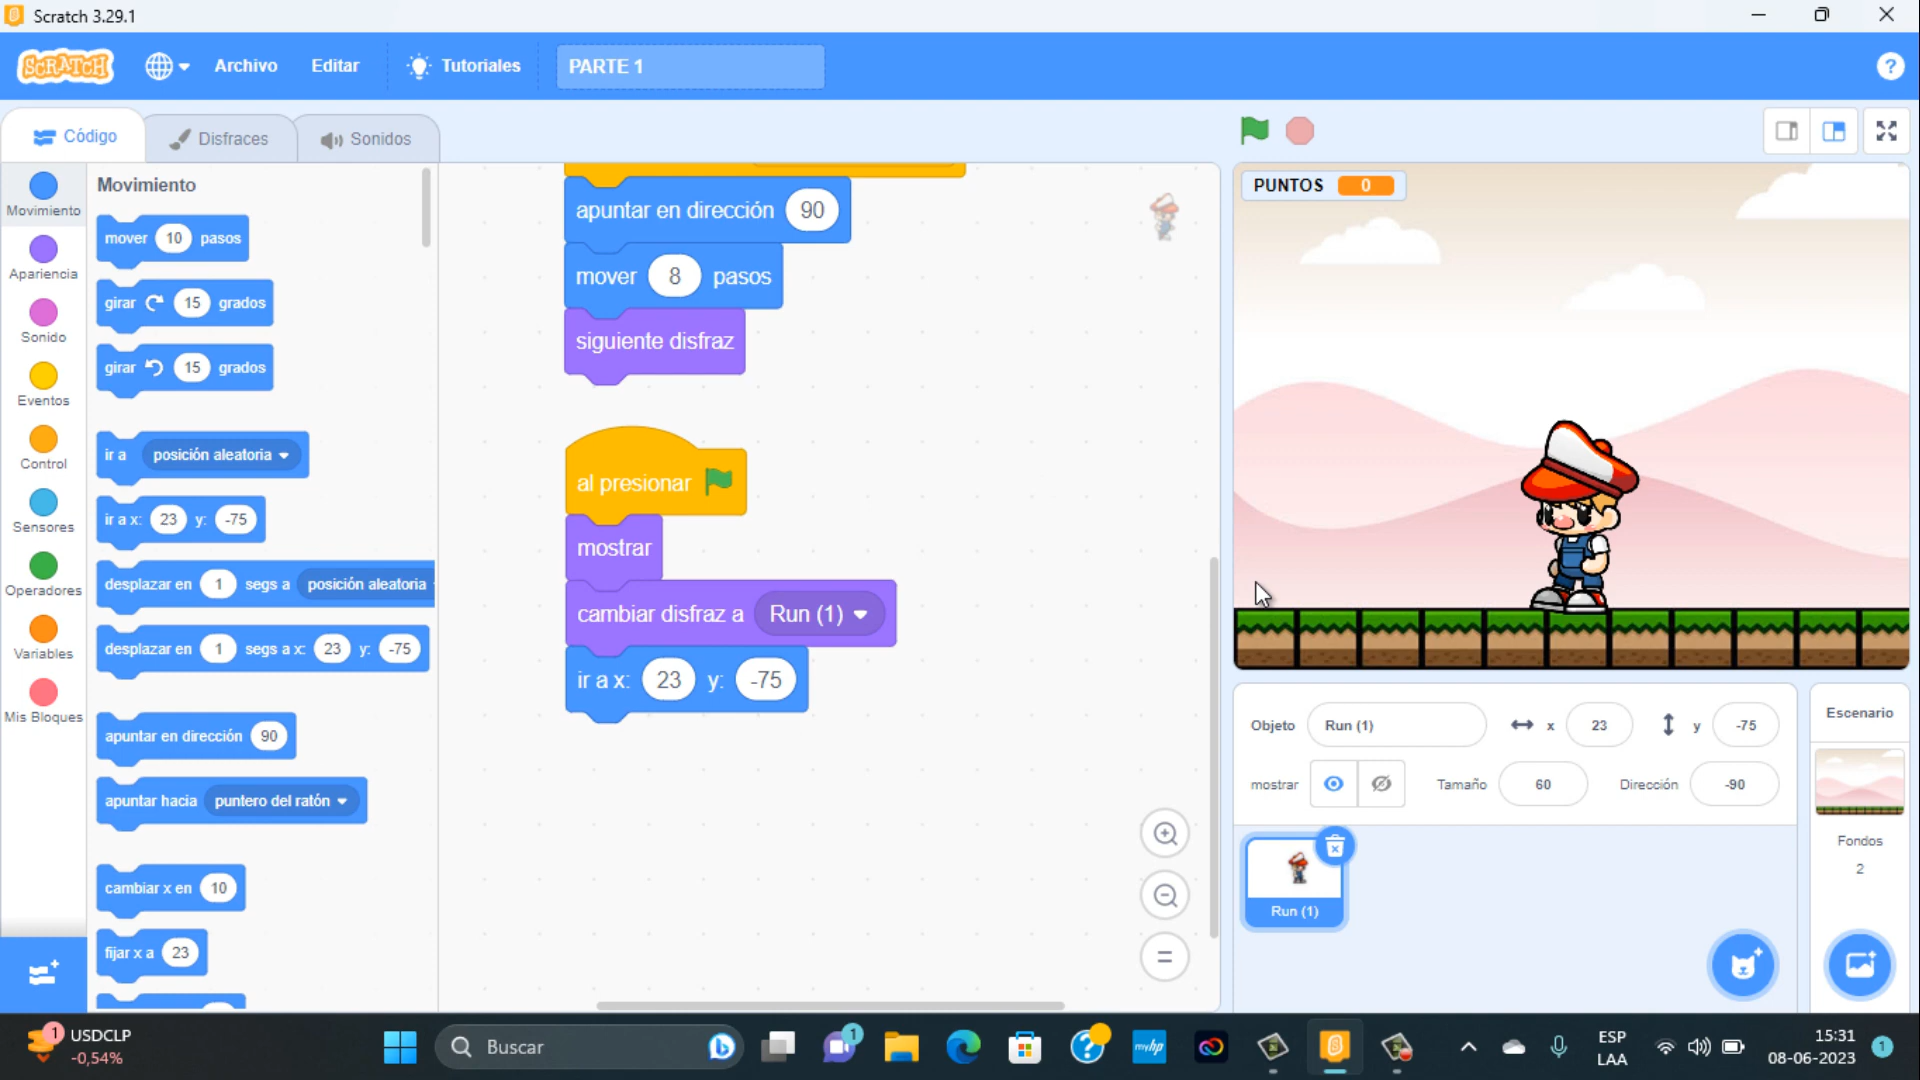 Scratch 3.29.1
SCRATCH
Archivo
Editar
Tutoriales
PARTE 1
?
Código
Disfraces
Sonidos
Movimiento
Apariencia
Sonido
Eventos
Control
Sensores
Operadores
Variables
Mis Bloques
Movimiento
mover 10 pasos
girar 15 grados
girar 15 grados
ir a posición aleatoria
ir a x: 23 y: -75
desplazar en 1 segs a posición aleatoria
desplazar en 1 segs a x: 23 y: -75
apuntar en dirección 90
apuntar hacia puntero del ratón
cambiar x en 10
fijar x a 23
apuntar en dirección 90
mover 8 pasos
siguiente disfraz
al presionar
mostrar
cambiar disfraz a Run (1)
ir a x: 23 y: -75
PUNTOS 0
Objeto Run (1) x 23 y -75
mostrar Tamaño 60 Dirección -90
Run (1)
Escenario
Fondos
2
1
USDCLP
-0,54%
Buscar
1
myhp
ESP
LAA
15:31
08-06-2023
1